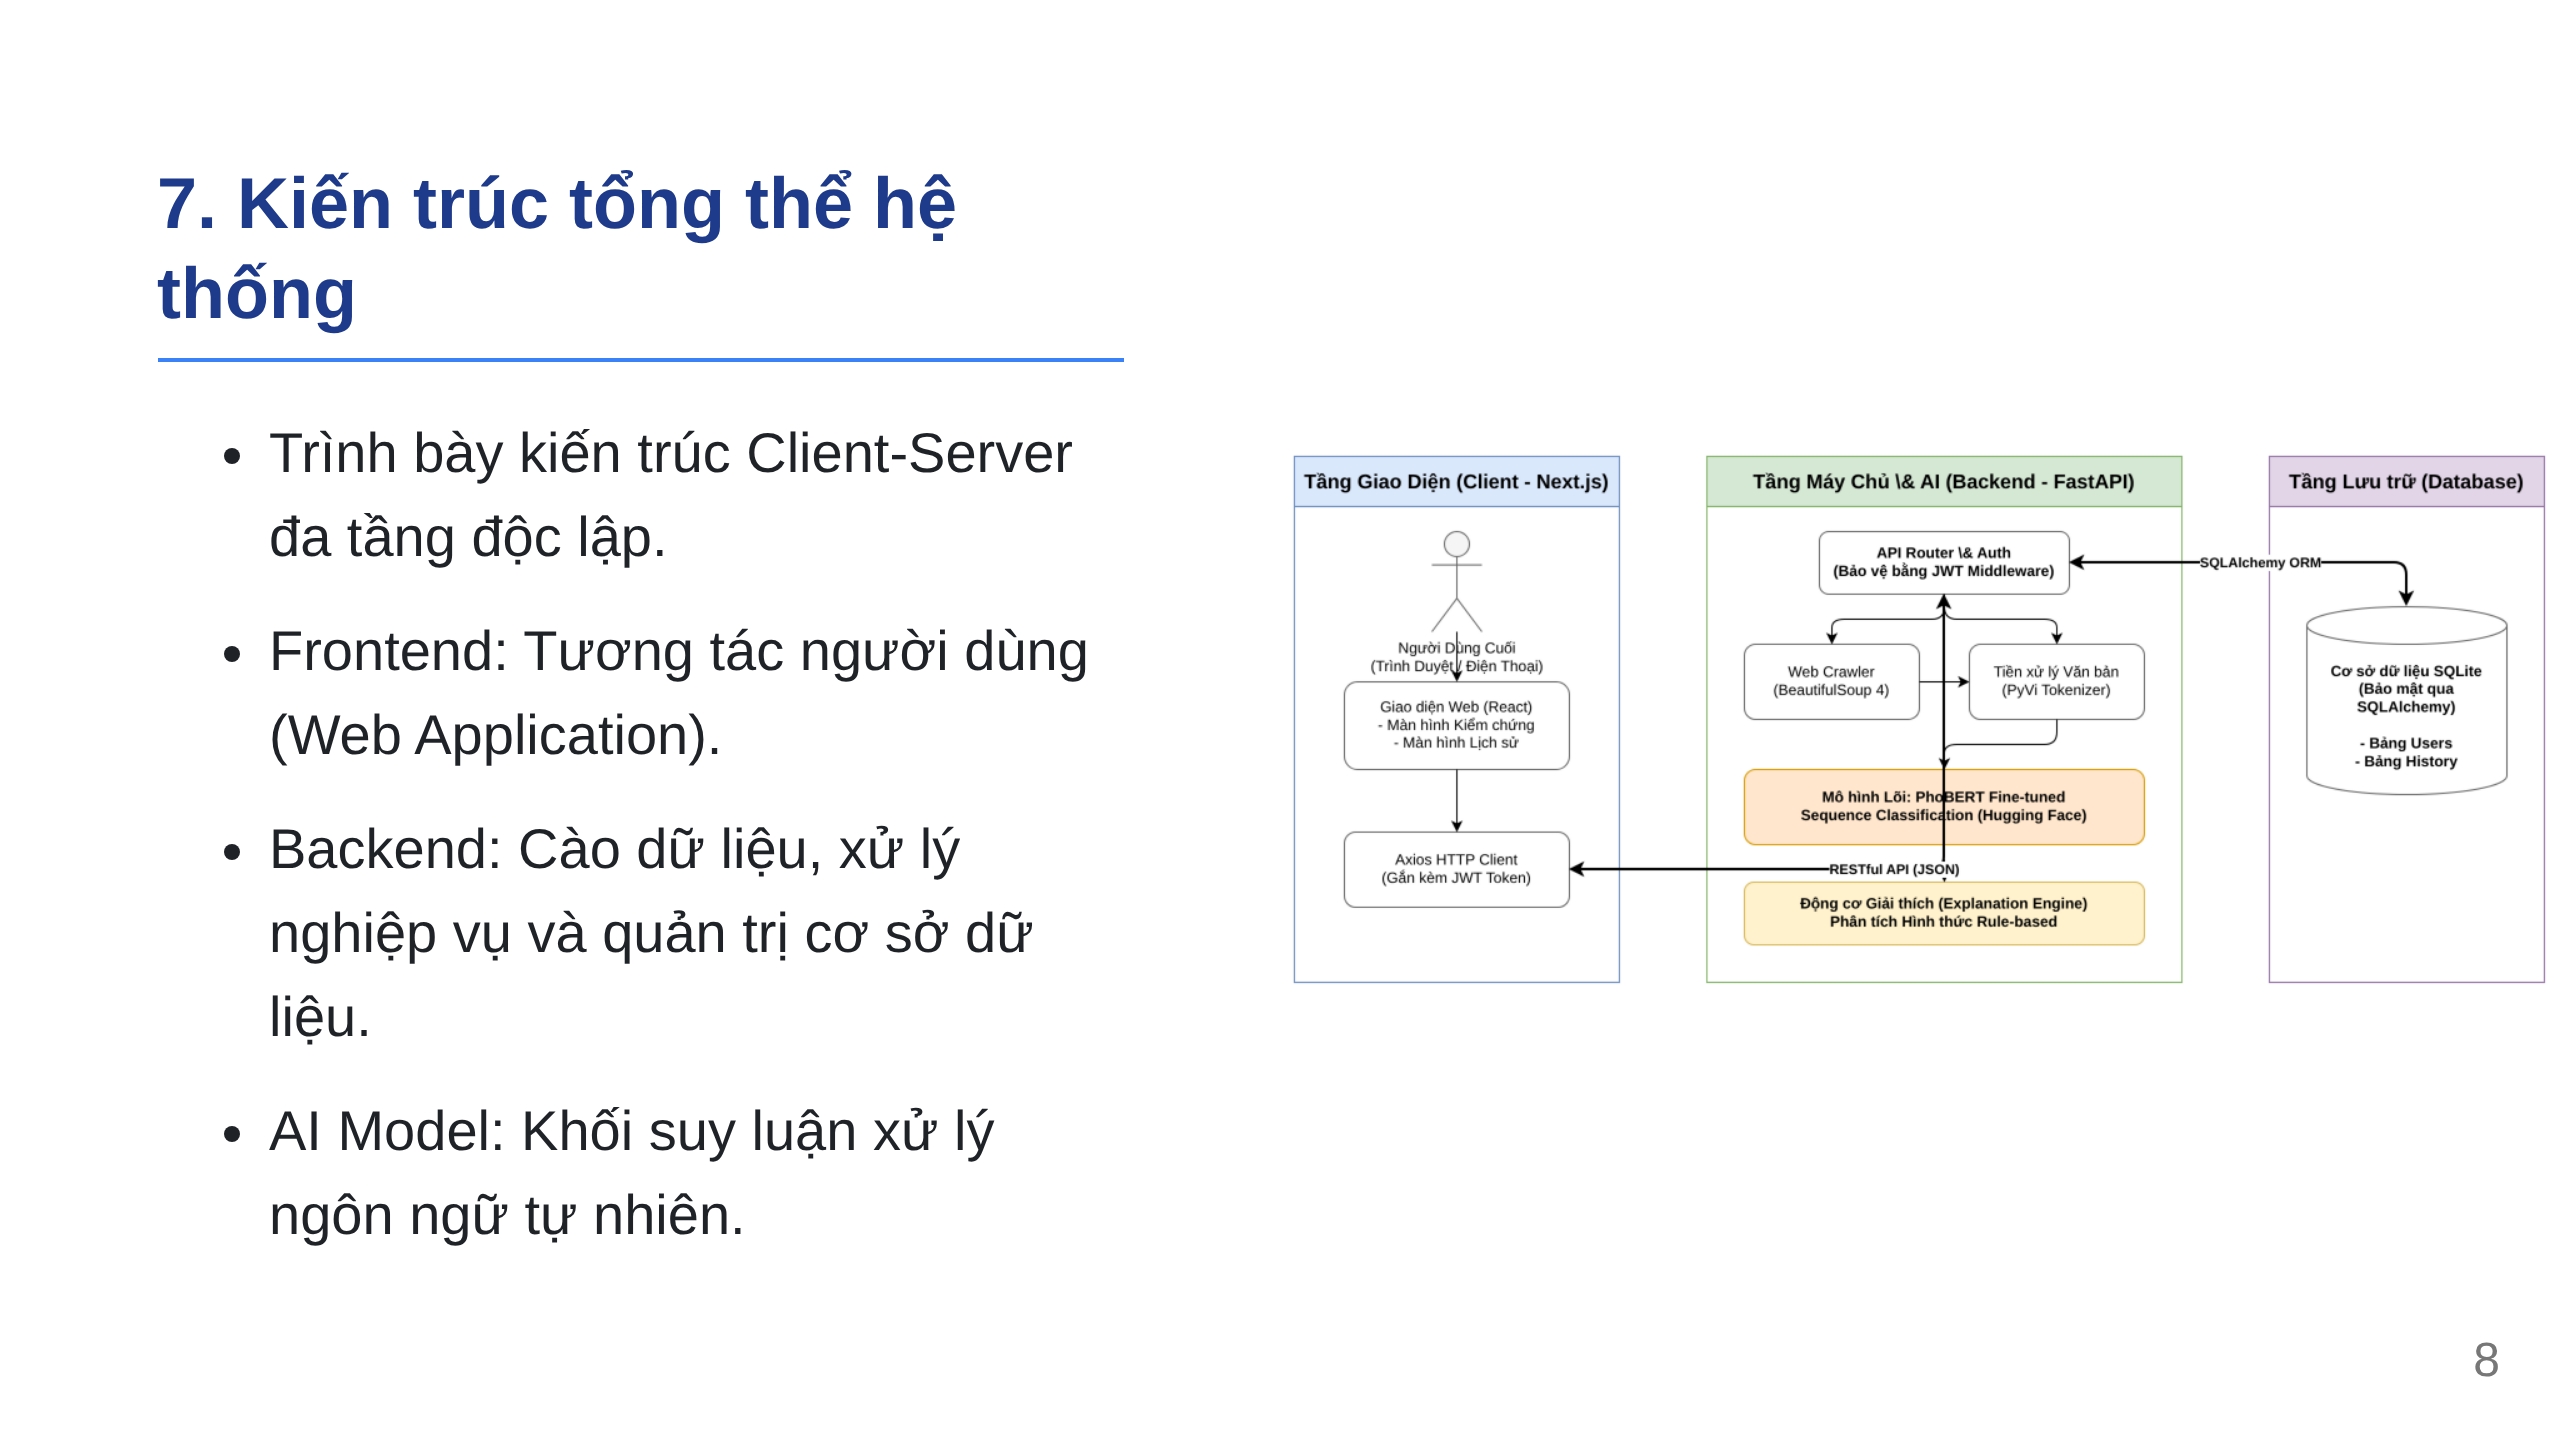 7. Kiến trúc tổng thể hệ
thống
• Trình bày kiến trúc Client-Server
đa tầng độc lập.
• Frontend: Tương tác người dùng
(Web Application).
• Backend: Cào dữ liệu, xử lý
nghiệp vụ và quản trị cơ sở dữ
liệu.
• AI Model: Khối suy luận xử lý
ngôn ngữ tự nhiên.
Tầng Giao Diện (Client - Next.js)
Người Dùng Cuối
(Trình Duyệt / Điện Thoại)
Giao diện Web (React)
- Màn hình Kiểm chứng
- Màn hình Lịch sử
Axios HTTP Client
(Gắn kèm JWT Token)
Tầng Máy Chủ \& AI (Backend - FastAPI)
API Router \& Auth
(Bảo vệ bằng JWT Middleware)
Web Crawler
(BeautifulSoup 4)
Tiền xử lý Văn bản
(PyVi Tokenizer)
Mô hình Lõi: PhoBERT Fine-tuned
Sequence Classification (Hugging Face)
RESTful API (JSON)
Động cơ Giải thích (Explanation Engine)
Phân tích Hình thức Rule-based
SQLAlchemy ORM
Tầng Lưu trữ (Database)
Cơ sở dữ liệu SQLite
(Bảo mật qua
SQLAlchemy)
- Bảng Users
- Bảng History
8